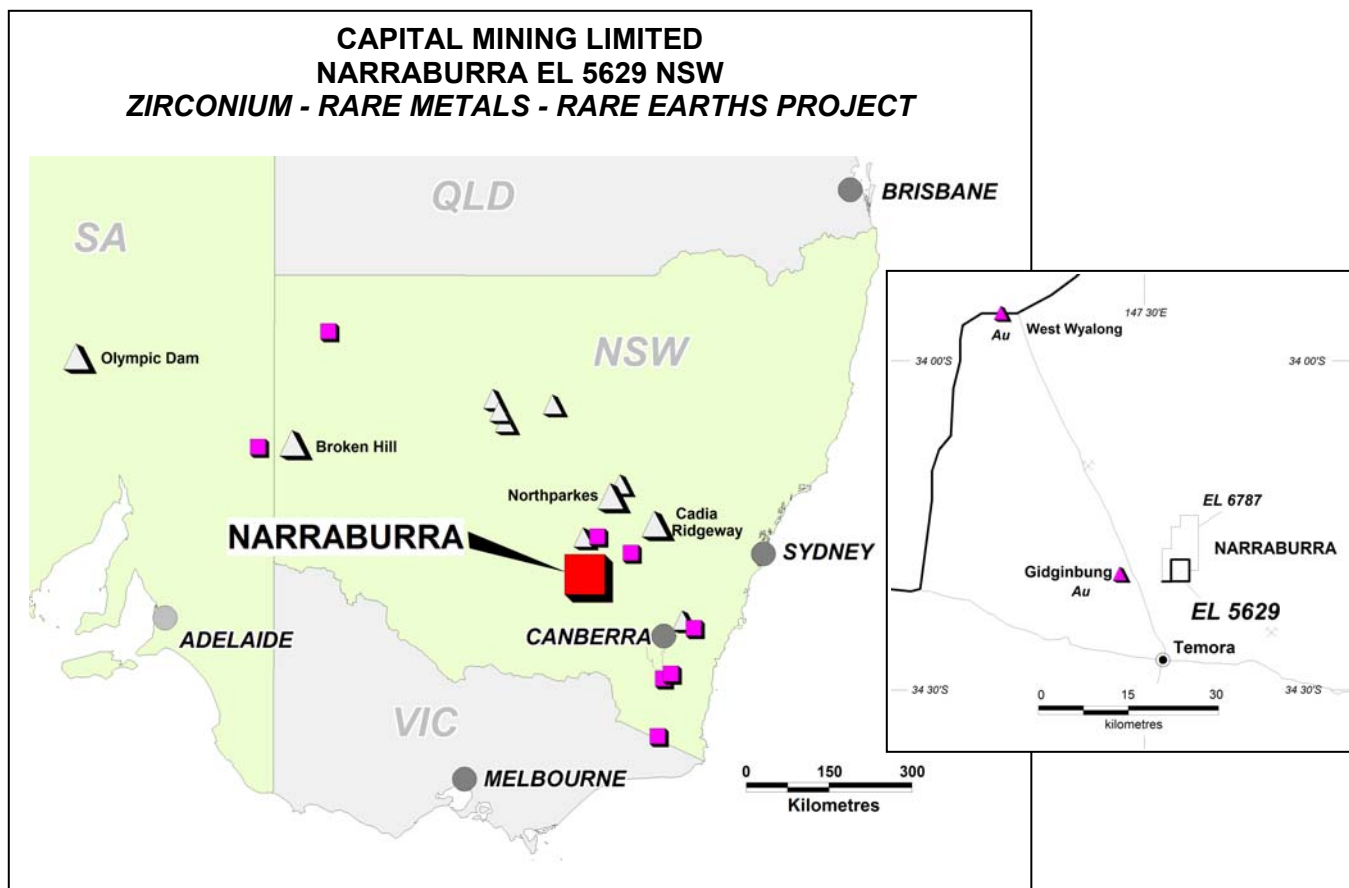 CAPITAL MINING LIMITED
NARRABURRA EL 5629 NSW
ZIRCONIUM - RARE METALS - RARE EARTHS PROJECT
QLD
BRISBANE
SA
NSW
Olympic Dam
Broken Hill
Northparkes
Cadia
Ridgeway
NARRABURRA
SYDNEY
ADELAIDE
CANBERRA
VIC
MELBOURNE
0 150 300
Kilometres
147 30'E
Au
West Wyalong
34 00'S
34 00'S
EL 6787
NARRABURRA
Gidginbung
Au
EL 5629
Temora
34 30'S
0 15 30
34 30'S
kilometres